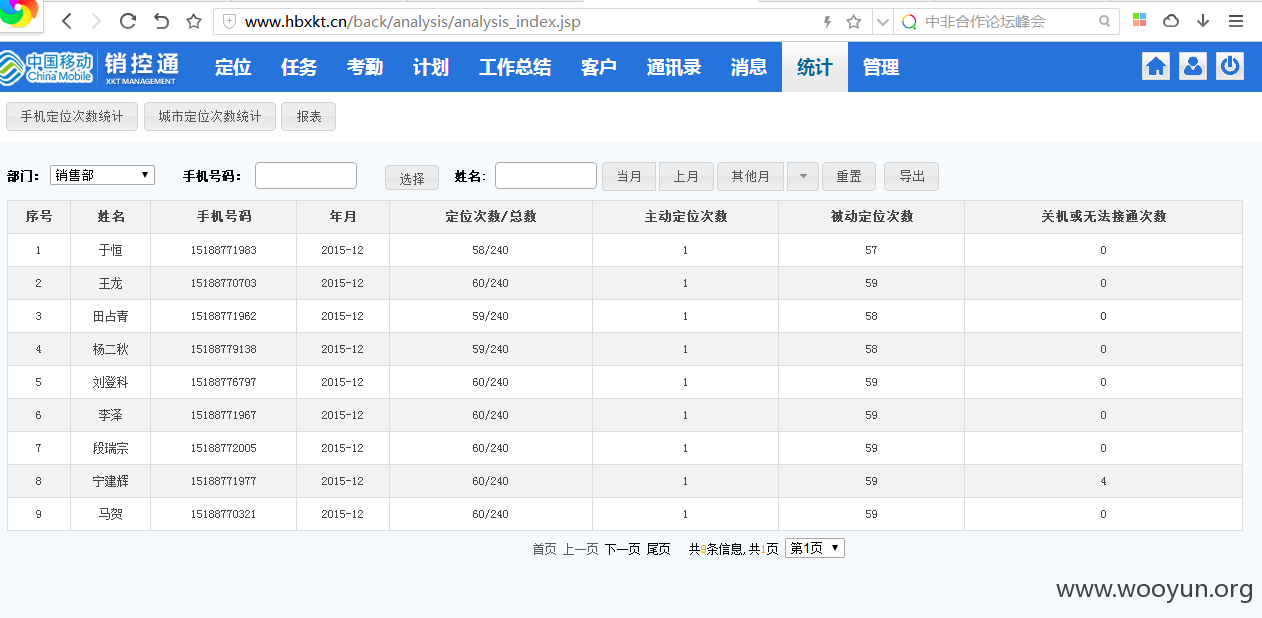 www.hbxkt.cn/back/analysis/analysis_index.jsp 中非合作论坛峰会
中国移动 China Mobile 销控通 XKT MANAGEMENT 定位 任务 考勤 计划 工作总结 客户 通讯录 消息 统计 管理
手机定位次数统计 城市定位次数统计 报表
部门: 销售部 手机号码: 选择 姓名: 当月 上月 其他月 重置 导出
序号 姓名 手机号码 年月 定位次数/总数 主动定位次数 被动定位次数 关机或无法接通次数
1 于恒 15188771983 2015-12 58/240 1 57 0
2 王龙 15188770703 2015-12 60/240 1 59 0
3 田占青 15188771962 2015-12 59/240 1 58 0
4 杨二秋 15188779138 2015-12 59/240 1 58 0
5 刘登科 15188776797 2015-12 60/240 1 59 0
6 李泽 15188771967 2015-12 60/240 1 59 0
7 段瑞宗 15188772005 2015-12 60/240 1 59 0
8 宁建辉 15188771977 2015-12 60/240 1 59 4
9 马贺 15188770321 2015-12 60/240 1 59 0
首页 上一页 下一页 尾页 共9条信息,共1页 第1页
www.wooyun.org